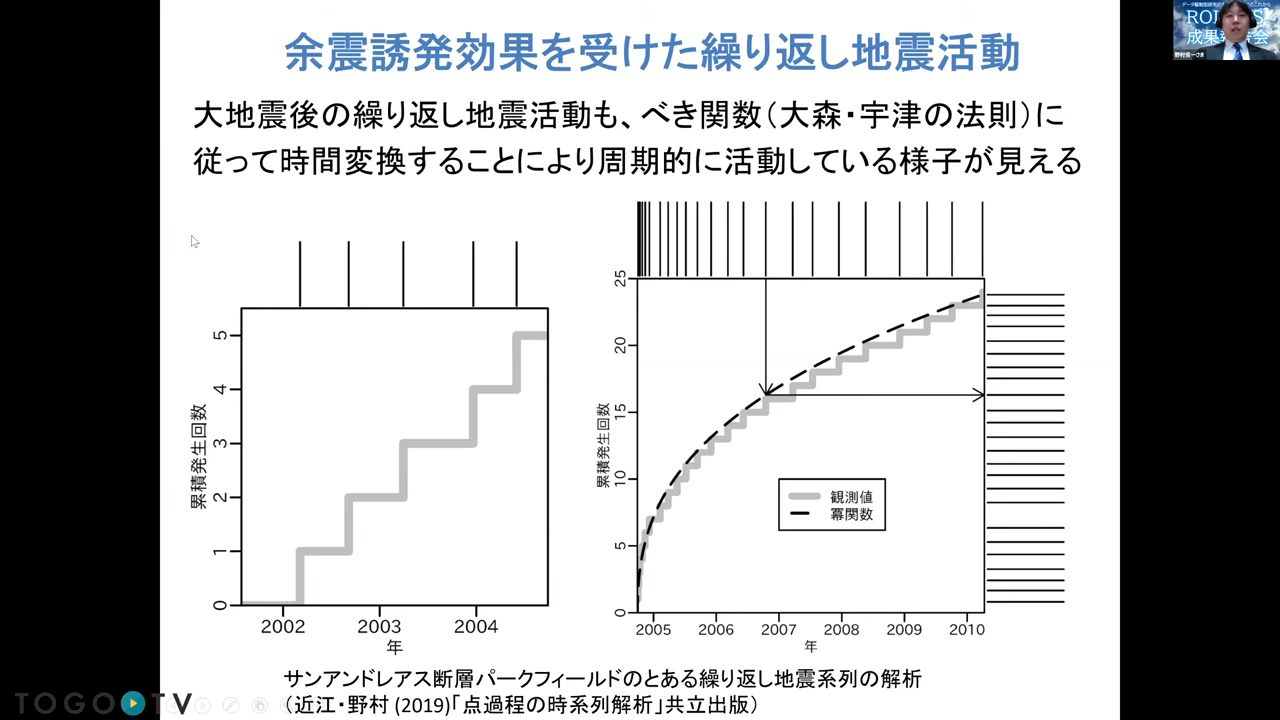 余震誘発効果を受けた繰り返し地震活動
大地震後の繰り返し地震活動も、べき関数(大森・宇津の法則)に
従って時間変換することにより周期的に活動している様子が見える
累積発生回数
5
4
3
2
1
0
2002 2003 2004
年
累積発生回数
25
20
15
10
5
0
観測値
冪関数
2005 2006 2007 2008 2009 2010
年
サンアンドレアス断層パークフィールドのとある繰り返し地震系列の解析
(近江・野村 (2019)「点過程の時系列解析」共立出版)
TOGO TV